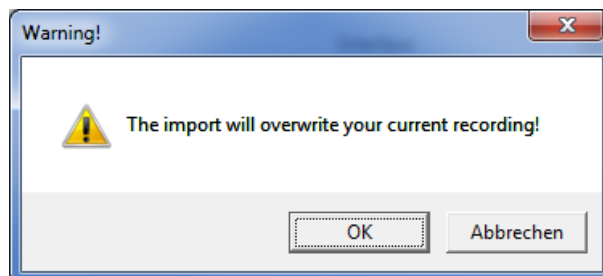 Warning!
The import will overwrite your current recording!
OK
Abbrechen